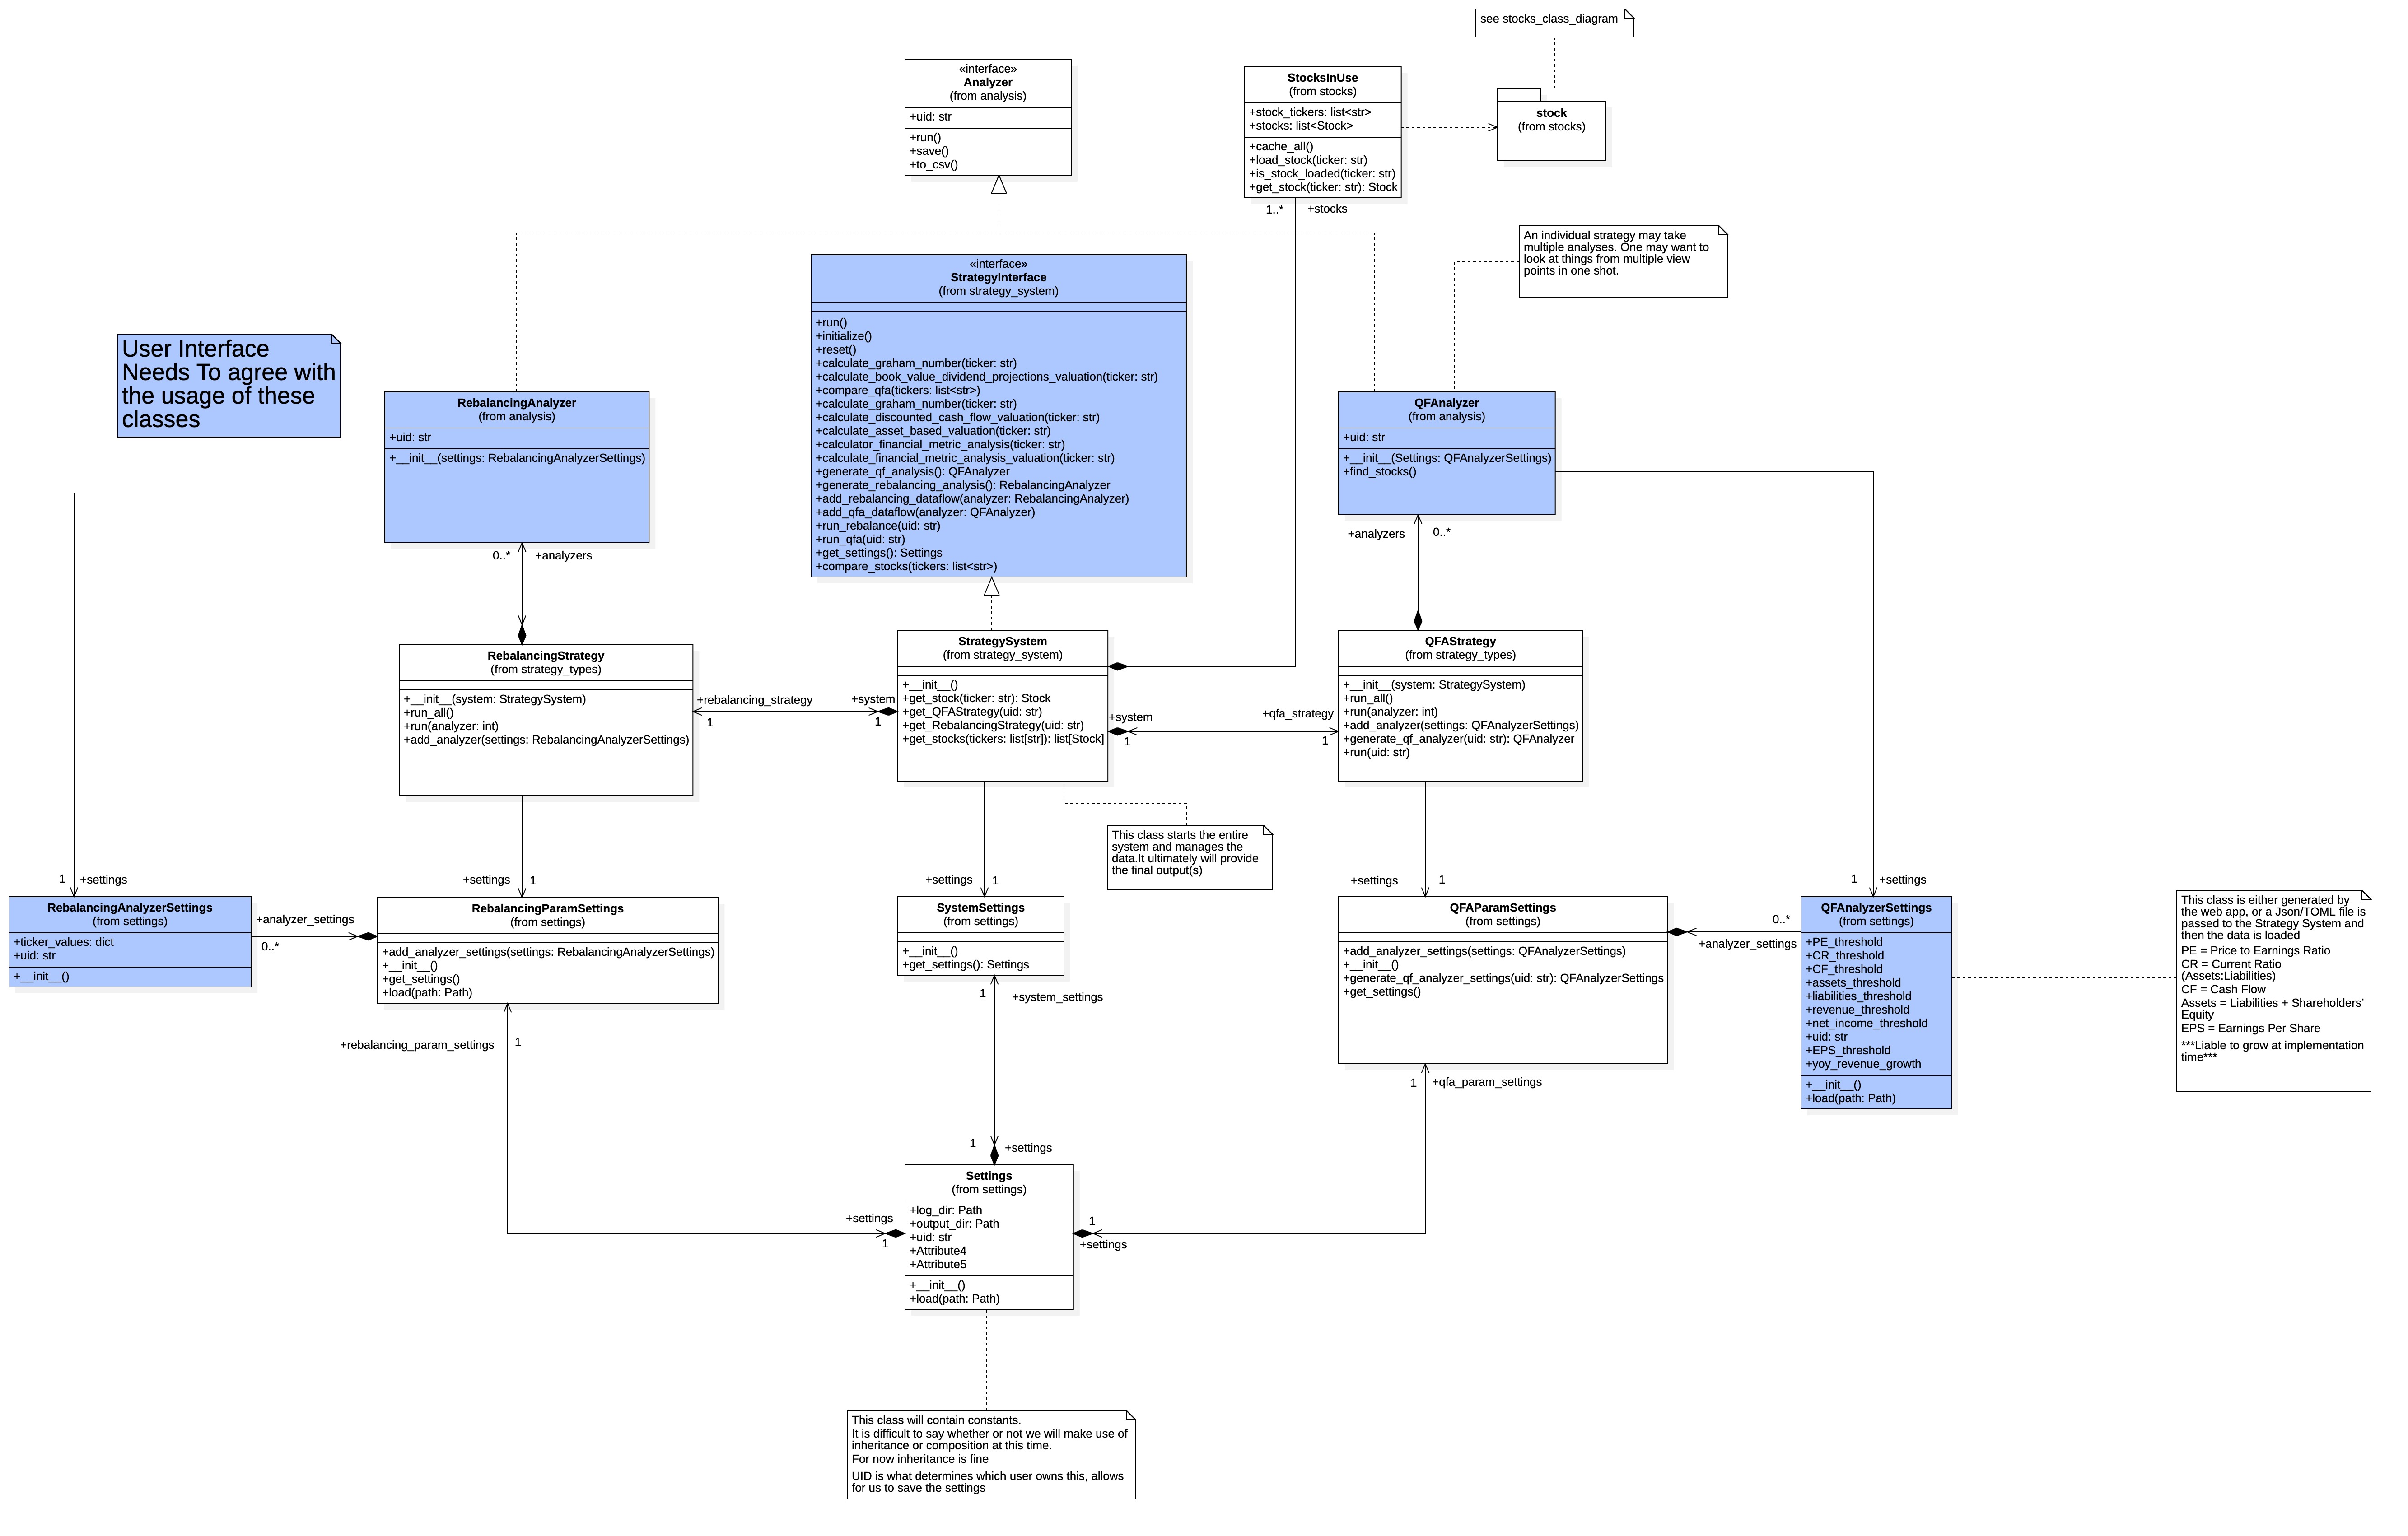 see stocks_class_diagram
«interface»
Analyzer
(from analysis)
+uid: str
+run()
+save()
+to_csv()
StocksInUse
(from stocks)
+stock_tickers: list<str>
+stocks: list<Stock>
+cache_all()
+load_stock(ticker: str)
+is_stock_loaded(ticker: str)
+get_stock(ticker: str): Stock
stock
(from stocks)
1..*
+stocks
An individual strategy may take
multiple analyses. One may want to
look at things from multiple view
points in one shot.
«interface»
StrategyInterface
(from strategy_system)
+run()
+initialize()
+reset()
+calculate_graham_number(ticker: str)
+calculate_book_value_dividend_projections_valuation(ticker: str)
+compare_qfa(tickers: list<str>)
+calculate_graham_number(ticker: str)
+calculate_discounted_cash_flow_valuation(ticker: str)
+calculate_asset_based_valuation(ticker: str)
+calculator_financial_metric_analysis(ticker: str)
+calculate_financial_metric_analysis_valuation(ticker: str)
+generate_qf_analysis(): QFAnalyzer
+generate_rebalancing_analysis(): RebalancingAnalyzer
+add_rebalancing_dataflow(analyzer: RebalancingAnalyzer)
+add_qfa_dataflow(analyzer: QFAnalyzer)
+run_rebalance(uid: str)
+run_qfa(uid: str)
+get_settings(): Settings
+compare_stocks(tickers: list<str>)
User Interface
Needs To agree with
the usage of these
classes
RebalancingAnalyzer
(from analysis)
+uid: str
+__init__(settings: RebalancingAnalyzerSettings)
QFAnalyzer
(from analysis)
+uid: str
+__init__(Settings: QFAnalyzerSettings)
+find_stocks()
0..*
+analyzers
+analyzers
0..*
RebalancingStrategy
(from strategy_types)
+__init__(system: StrategySystem)
+run_all()
+run(analyzer: int)
+add_analyzer(settings: RebalancingAnalyzerSettings)
+rebalancing_strategy
1
+system
1
StrategySystem
(from strategy_system)
+__init__()
+get_stock(ticker: str): Stock
+get_QFAStrategy(uid: str)
+get_RebalancingStrategy(uid: str)
+get_stocks(tickers: list[str]): list[Stock]
+system
1
+qfa_strategy
1
QFAStrategy
(from strategy_types)
+__init__(system: StrategySystem)
+run_all()
+run(analyzer: int)
+add_analyzer(settings: QFAnalyzerSettings)
+generate_qf_analyzer(uid: str): QFAnalyzer
+run(uid: str)
This class starts the entire
system and manages the
data.It ultimately will provide
the final output(s)
1
+settings
+settings
1
+settings
1
+settings
1
1
+settings
RebalancingAnalyzerSettings
(from settings)
+ticker_values: dict
+uid: str
+__init__()
+analyzer_settings
0..*
RebalancingParamSettings
(from settings)
+add_analyzer_settings(settings: RebalancingAnalyzerSettings)
+__init__()
+get_settings()
+load(path: Path)
SystemSettings
(from settings)
+__init__()
+get_settings(): Settings
QFAParamSettings
(from settings)
+add_analyzer_settings(settings: QFAnalyzerSettings)
+__init__()
+generate_qf_analyzer_settings(uid: str): QFAnalyzerSettings
+get_settings()
0..*
+analyzer_settings
QFAnalyzerSettings
(from settings)
+PE_threshold
+CR_threshold
+CF_threshold
+assets_threshold
+liabilities_threshold
+revenue_threshold
+net_income_threshold
+uid: str
+EPS_threshold
+yoy_revenue_growth
+__init__()
+load(path: Path)
This class is either generated by
the web app, or a Json/TOML file is
passed to the Strategy System and
then the data is loaded
PE = Price to Earnings Ratio
CR = Current Ratio
(Assets:Liabilities)
CF = Cash Flow
Assets = Liabilities + Shareholders'
Equity
EPS = Earnings Per Share
***Liable to grow at implementation
time***
+rebalancing_param_settings
1
1
+system_settings
1
+qfa_param_settings
1
+settings
+settings
1
1
+settings
Settings
(from settings)
+log_dir: Path
+output_dir: Path
+uid: str
+Attribute4
+Attribute5
+__init__()
+load(path: Path)
This class will contain constants.
It is difficult to say whether or not we will make use of
inheritance or composition at this time.
For now inheritance is fine
UID is what determines which user owns this, allows
for us to save the settings